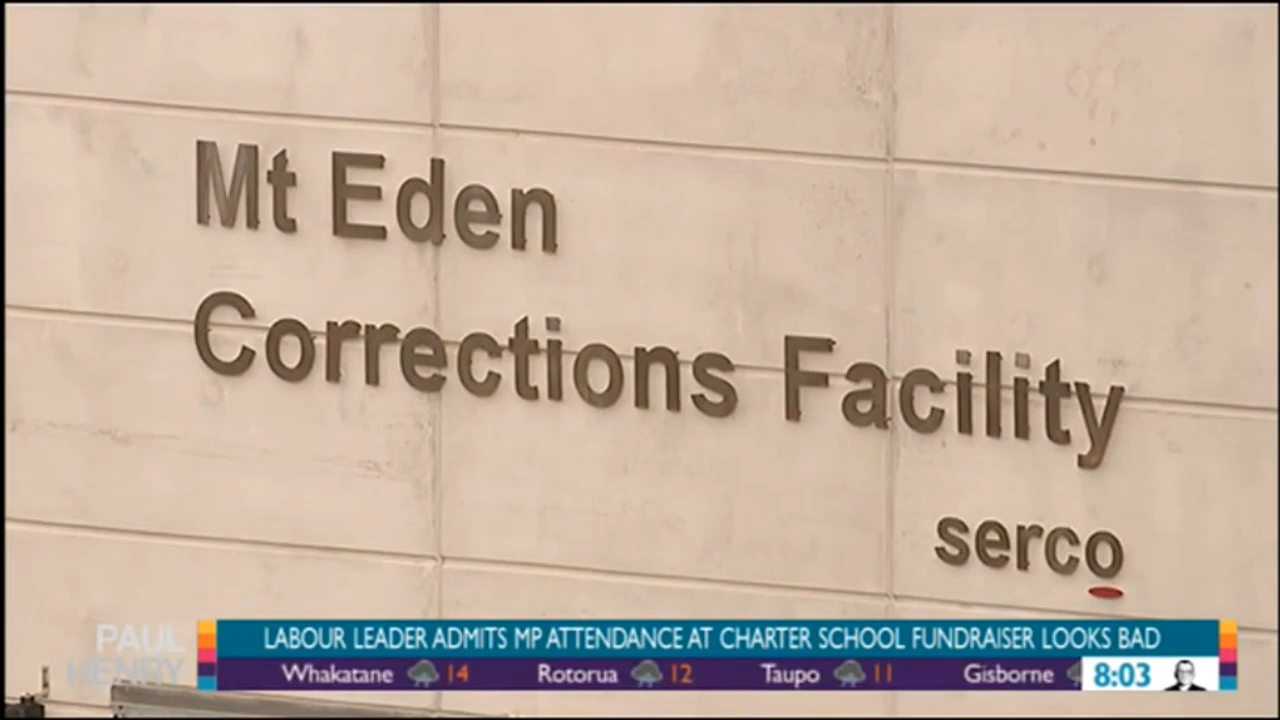 Mt Eden
Corrections Facility
serco
PAUL
HENRY
LABOUR LEADER ADMITS MP ATTENDANCE AT CHARTER SCHOOL FUNDRAISER LOOKS BAD
Whakatane 14 Rotorua 12 Taupo 11 Gisborne
8:03